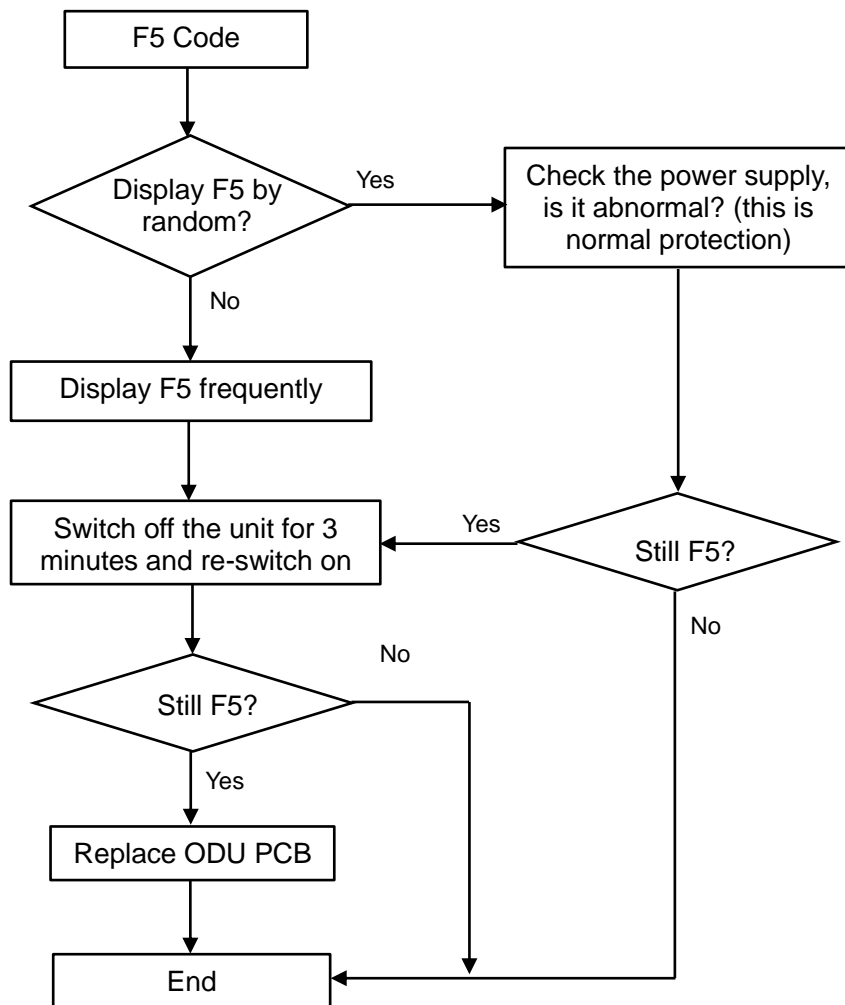 F5 Code
Display F5 by
random?
Yes
Check the power supply,
is it abnormal? (this is
normal protection)
No
Display F5 frequently
Switch off the unit for 3
minutes and re-switch on
Yes
Still F5?
No
Still F5?
No
Yes
Replace ODU PCB
End